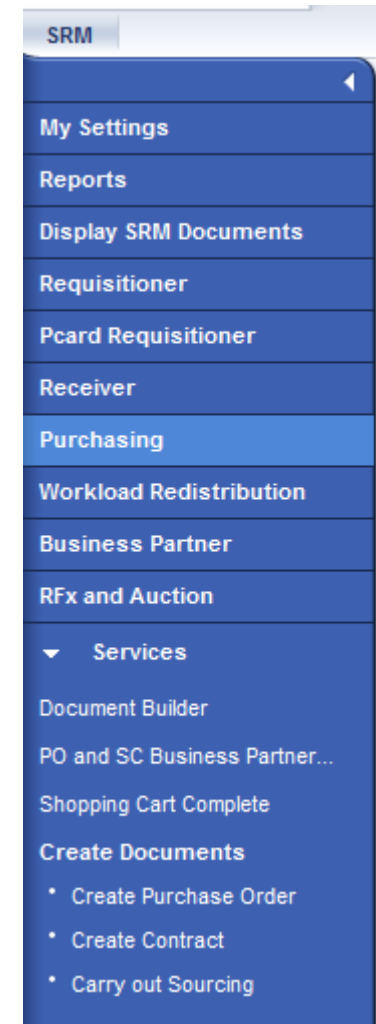 SRM
My Settings
Reports
Display SRM Documents
Requisitioner
Pcard Requisitioner
Receiver
Purchasing
Workload Redistribution
Business Partner
RFx and Auction
Services
Document Builder
PO and SC Business Partner...
Shopping Cart Complete
Create Documents
• Create Purchase Order
• Create Contract
• Carry out Sourcing